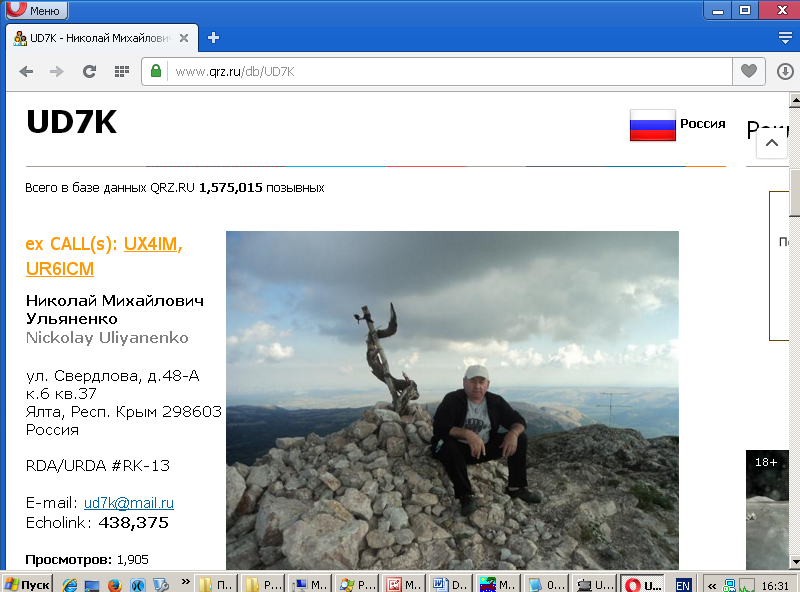 Меню
UD7K - Николай Михайлович
www.qrz.ru/db/UD7K
UD7K
Россия
Всего в базе данных QRZ.RU 1,575,015 позывных
ex CALL(s): UX4IM,
UR6ICM
Николай Михайлович
Ульяненко
Nickolay Uliyanenko
ул. Свердлова, д.48-А
к.6 кв.37
Ялта, Респ. Крым 298603
Россия
RDA/URDA #RK-13
E-mail: ud7k@mail.ru
Echolink: 438,375
Просмотров: 1,905
18+
Пуск
П...
P...
M...
P...
M...
D...
M...
0...
U...
U...
EN
16:31